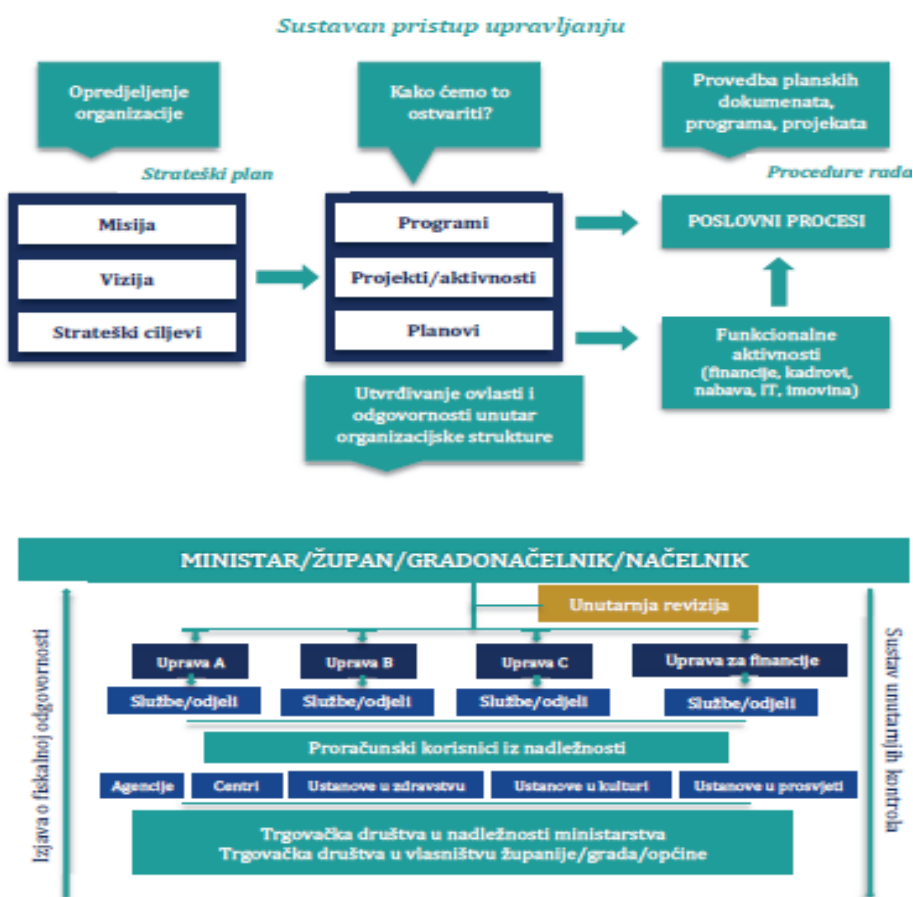 Sustavan pristup upravljanju
Opredjeljenje
organizacije
Kako ćemo to
ostvariti?
Provedba planskih
dokumenata,
programa, projekata
Strateški plan
Procedure rada
Misija
Vizija
Strateški ciljevi
Programi
Projekti/aktivnosti
Planovi
POSLOVNI PROCESI
Funkcionalne
aktivnosti
(financije, kadrovi,
nabava, IT, imovina)
Utvrđivanje ovlasti i
odgovornosti unutar
organizacijske strukture
MINISTAR/ŽUPAN/GRADONAČELNIK/NAČELNIK
Unutarnja revizija
Uprava A
Uprava B
Uprava C
Uprava za financije
Službe/odjeli
Službe/odjeli
Službe/odjeli
Službe/odjeli
Proračunski korisnici iz nadležnosti
Agencije
Centri
Ustanove u zdravstvu
Ustanove u kulturi
Ustanove u prosvjeti
Trgovačka društva u nadležnosti ministarstva
Trgovačka društva u vlasništvu županije/grada/općine
Izjava o fiskalnoj odgovornosti
Sustav unutarnjih kontrola